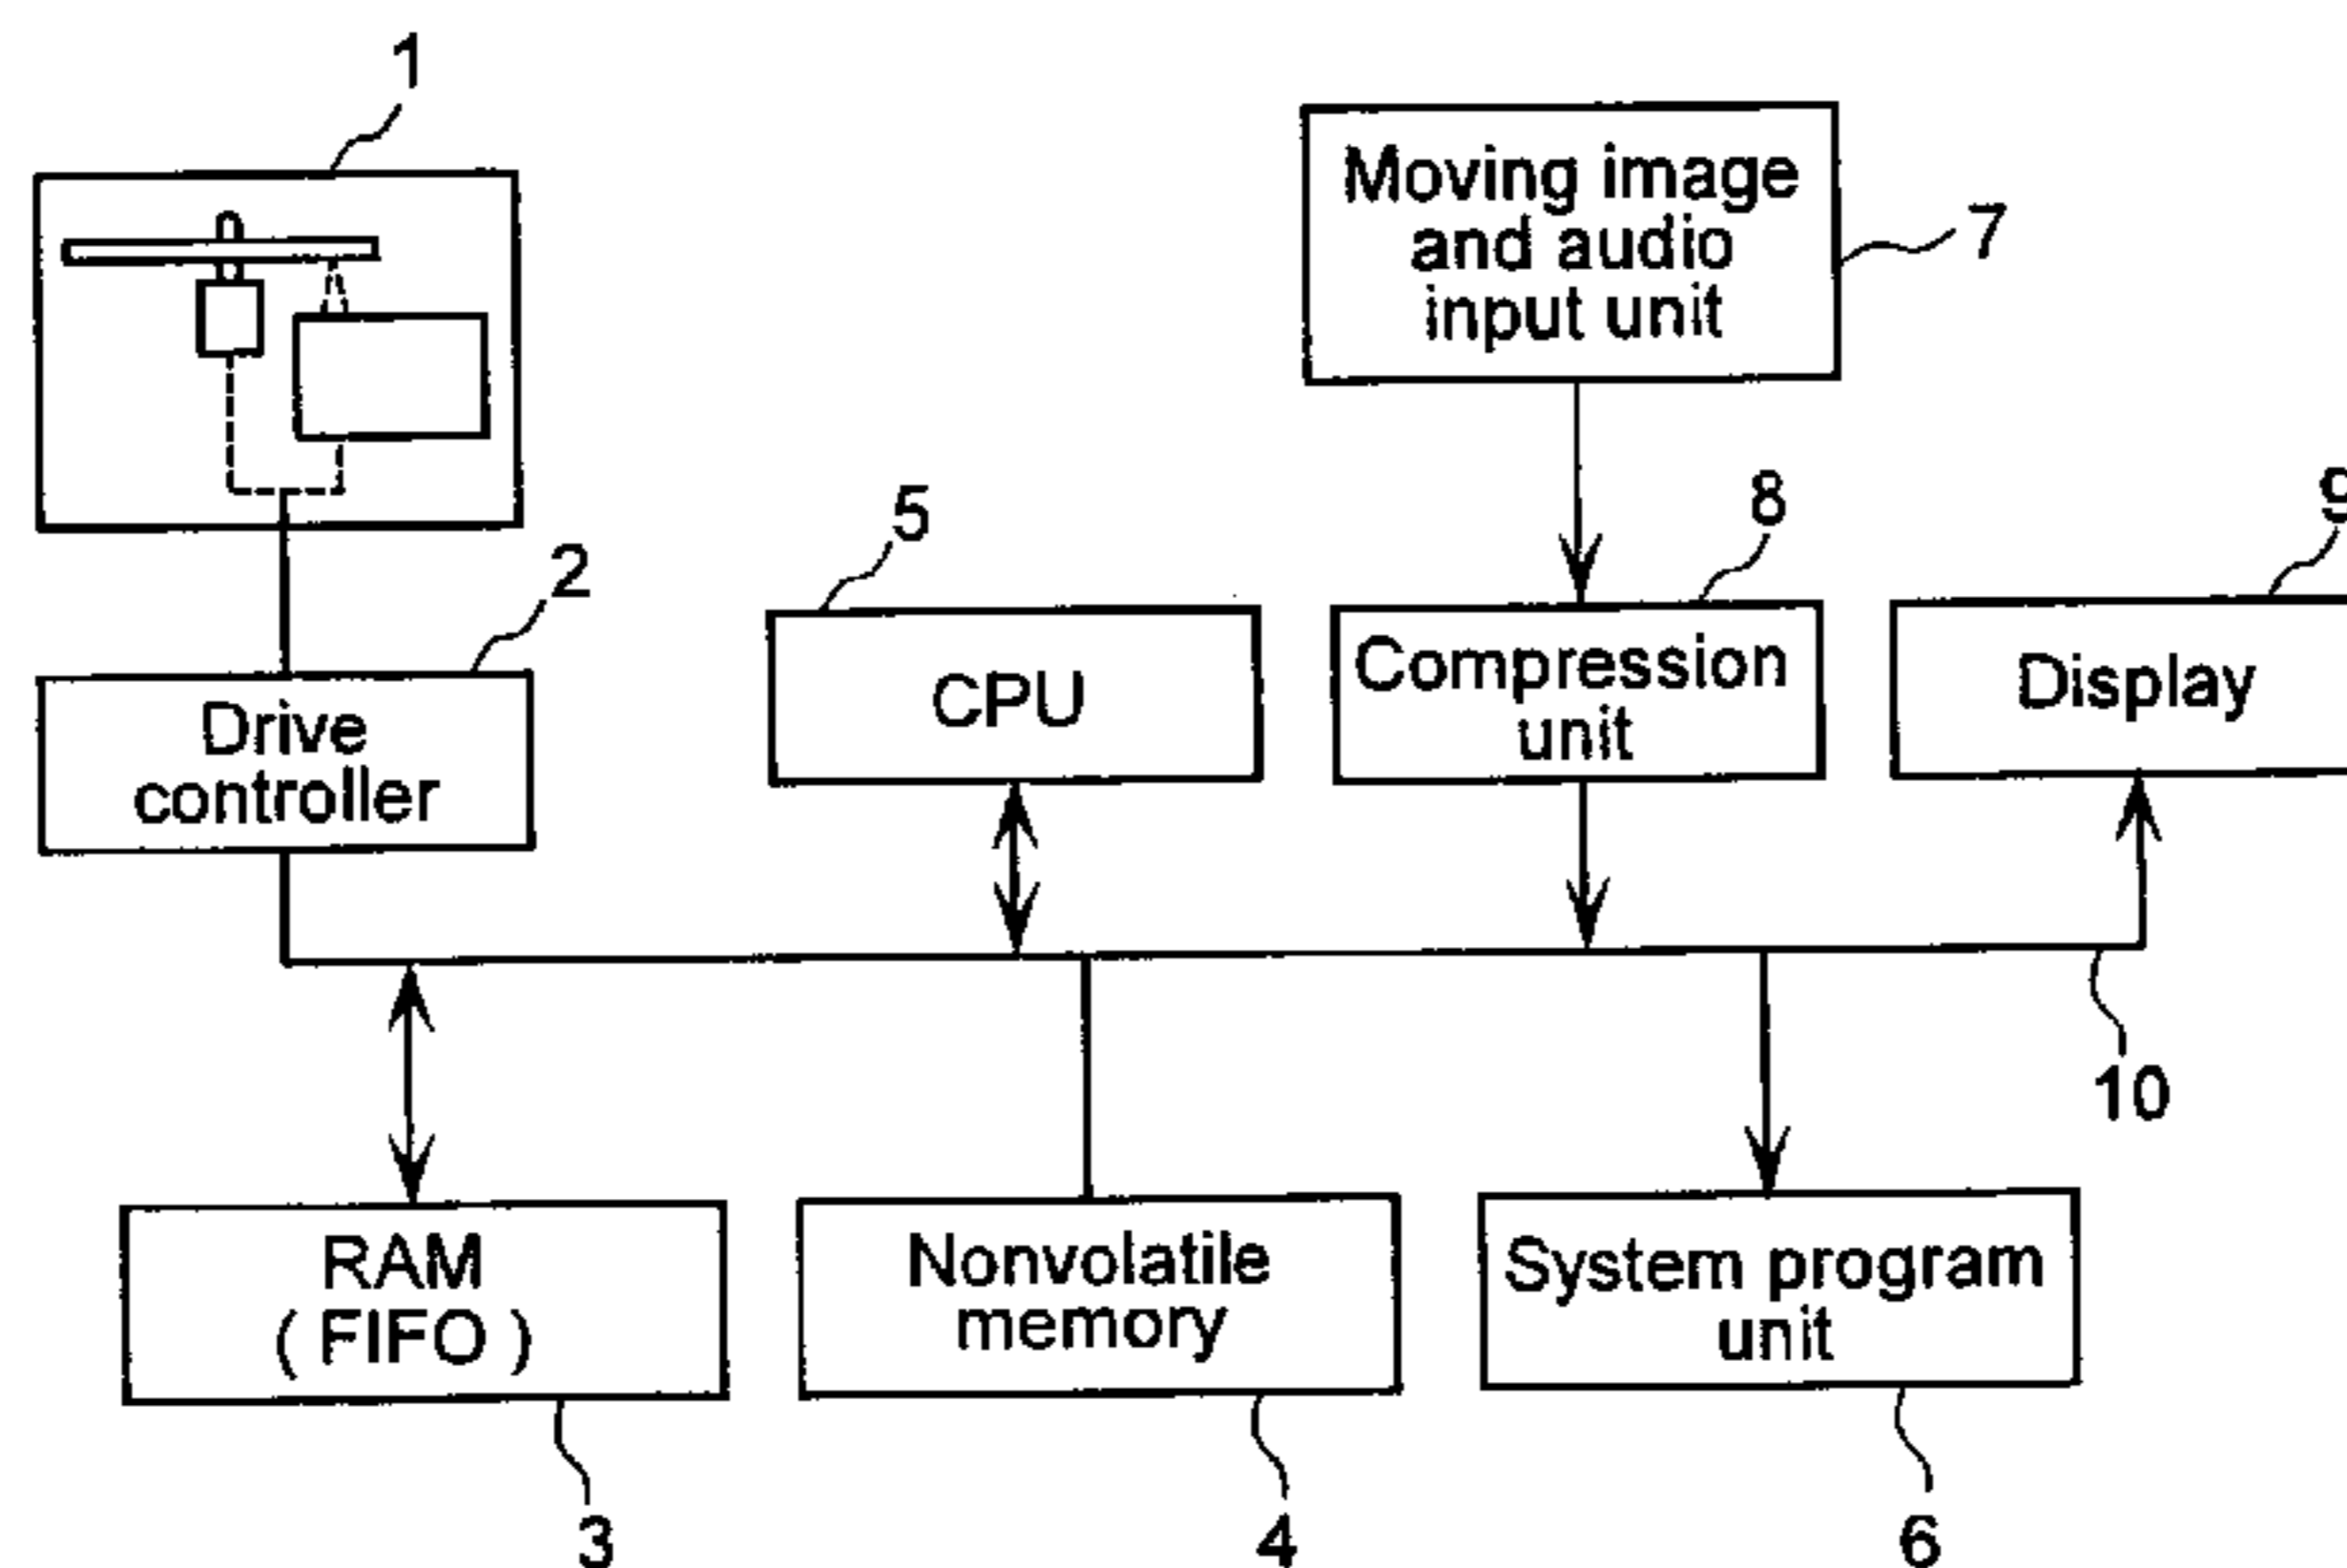 1
Moving image
and audio
input unit
7
5
8
9
2
CPU
Compression
unit
Display
Drive
controller
10
RAM
( FIFO )
Nonvolatile
memory
System program
unit
3
4
6